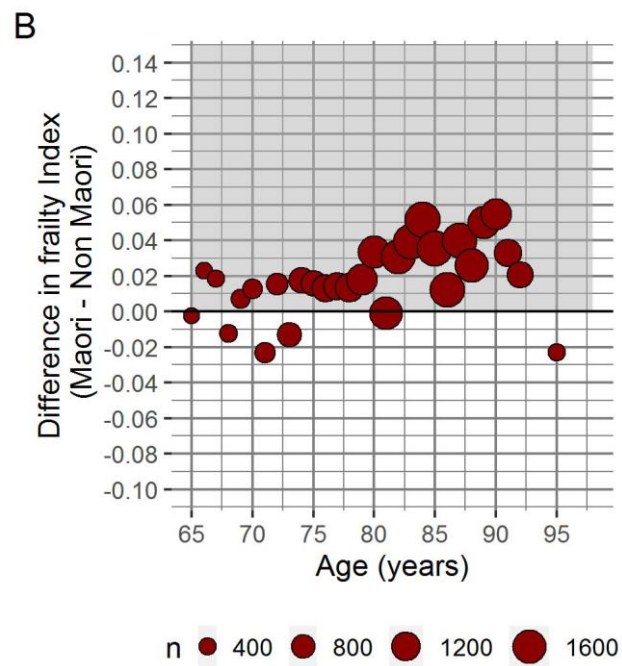 B
Difference in frailty Index
(Maori - Non Maori)
0.14
0.12
0.10
0.08
0.06
0.04
0.02
0.00
-0.02
-0.04
-0.06
-0.08
-0.10
65 70 75 80 85 90 95
Age (years)
n 400 800 1200 1600